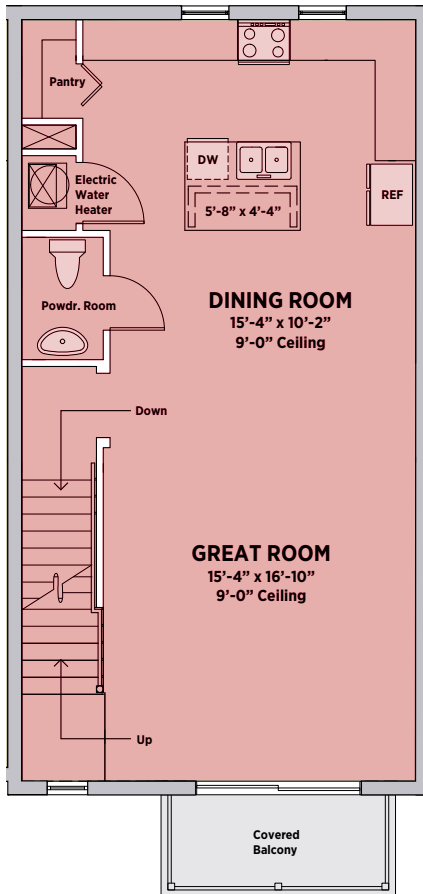 Pantry
DW
Electric
Water
Heater
REF
5’-8” x 4’-4”
Powdr. Room
DINING ROOM
15’-4” x 10’-2”
9’-0” Ceiling
Down
GREAT ROOM
15’-4” x 16’-10”
9’-0” Ceiling
Up
Covered
Balcony